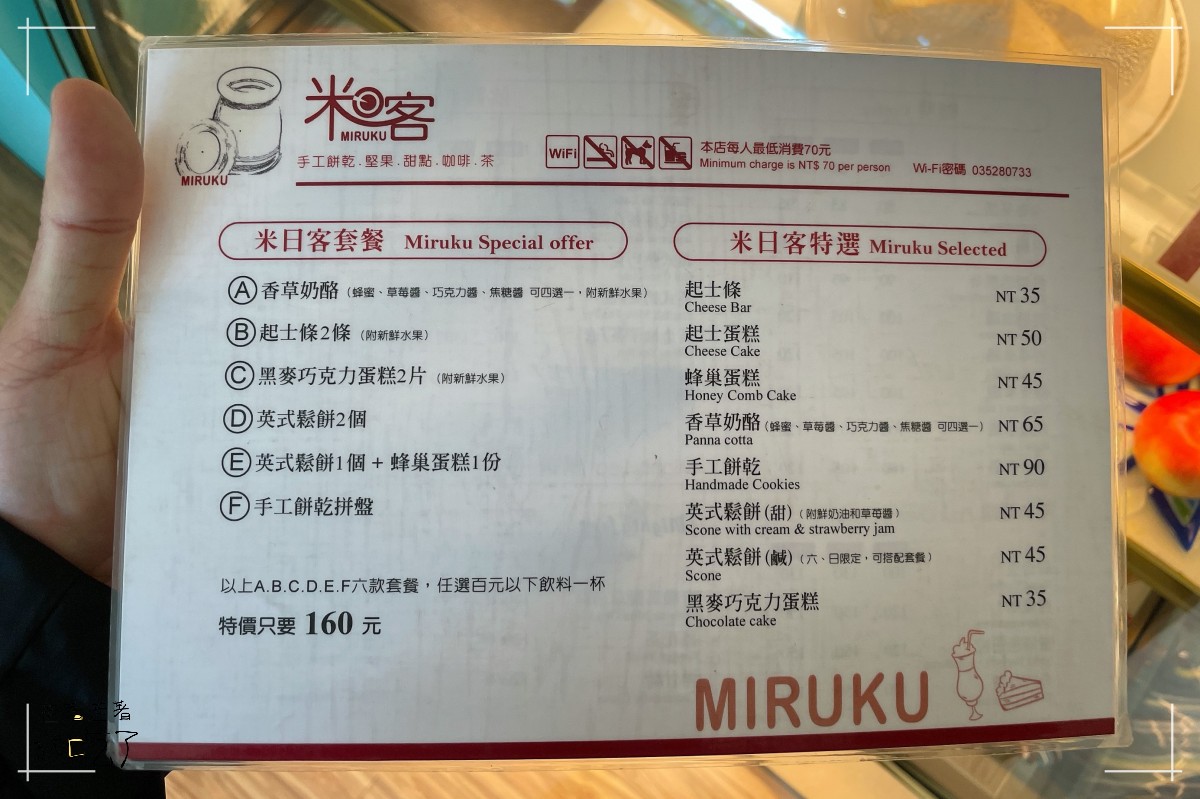 米日客
MIRUKU
MIRUKU
手工餅乾.堅果.甜點.咖啡.茶
WiFi
本店每人最低消費70元
Minimum charge is NT$ 70 per person
Wi-Fi密碼 035280733
米日客套餐 Miruku Special offer
Ⓐ香草奶酪(蜂蜜、草莓醬、巧克力醬、焦糖醬 可四選一，附新鮮水果)
Ⓑ起士條2條(附新鮮水果)
Ⓒ黑麥巧克力蛋糕2片(附新鮮水果)
Ⓓ英式鬆餅2個
Ⓔ英式鬆餅1個 + 蜂巢蛋糕1份
Ⓕ手工餅乾拼盤
以上A.B.C.D.E.F六款套餐，任選百元以下飲料一杯
特價只要 160 元
米日客特選 Miruku Selected
起士條 NT 35
Cheese Bar
起士蛋糕 NT 50
Cheese Cake
蜂巢蛋糕 NT 45
Honey Comb Cake
香草奶酪(蜂蜜、草莓醬、巧克力醬、焦糖醬 可四選一) NT 65
Panna cotta
手工餅乾 NT 90
Handmade Cookies
英式鬆餅(甜)(附鮮奶油和草莓醬) NT 45
Scone with cream & strawberry jam
英式鬆餅(鹹)(六、日限定，可搭配套餐) NT 45
Scone
黑麥巧克力蛋糕 NT 35
Chocolate cake
MIRUKU